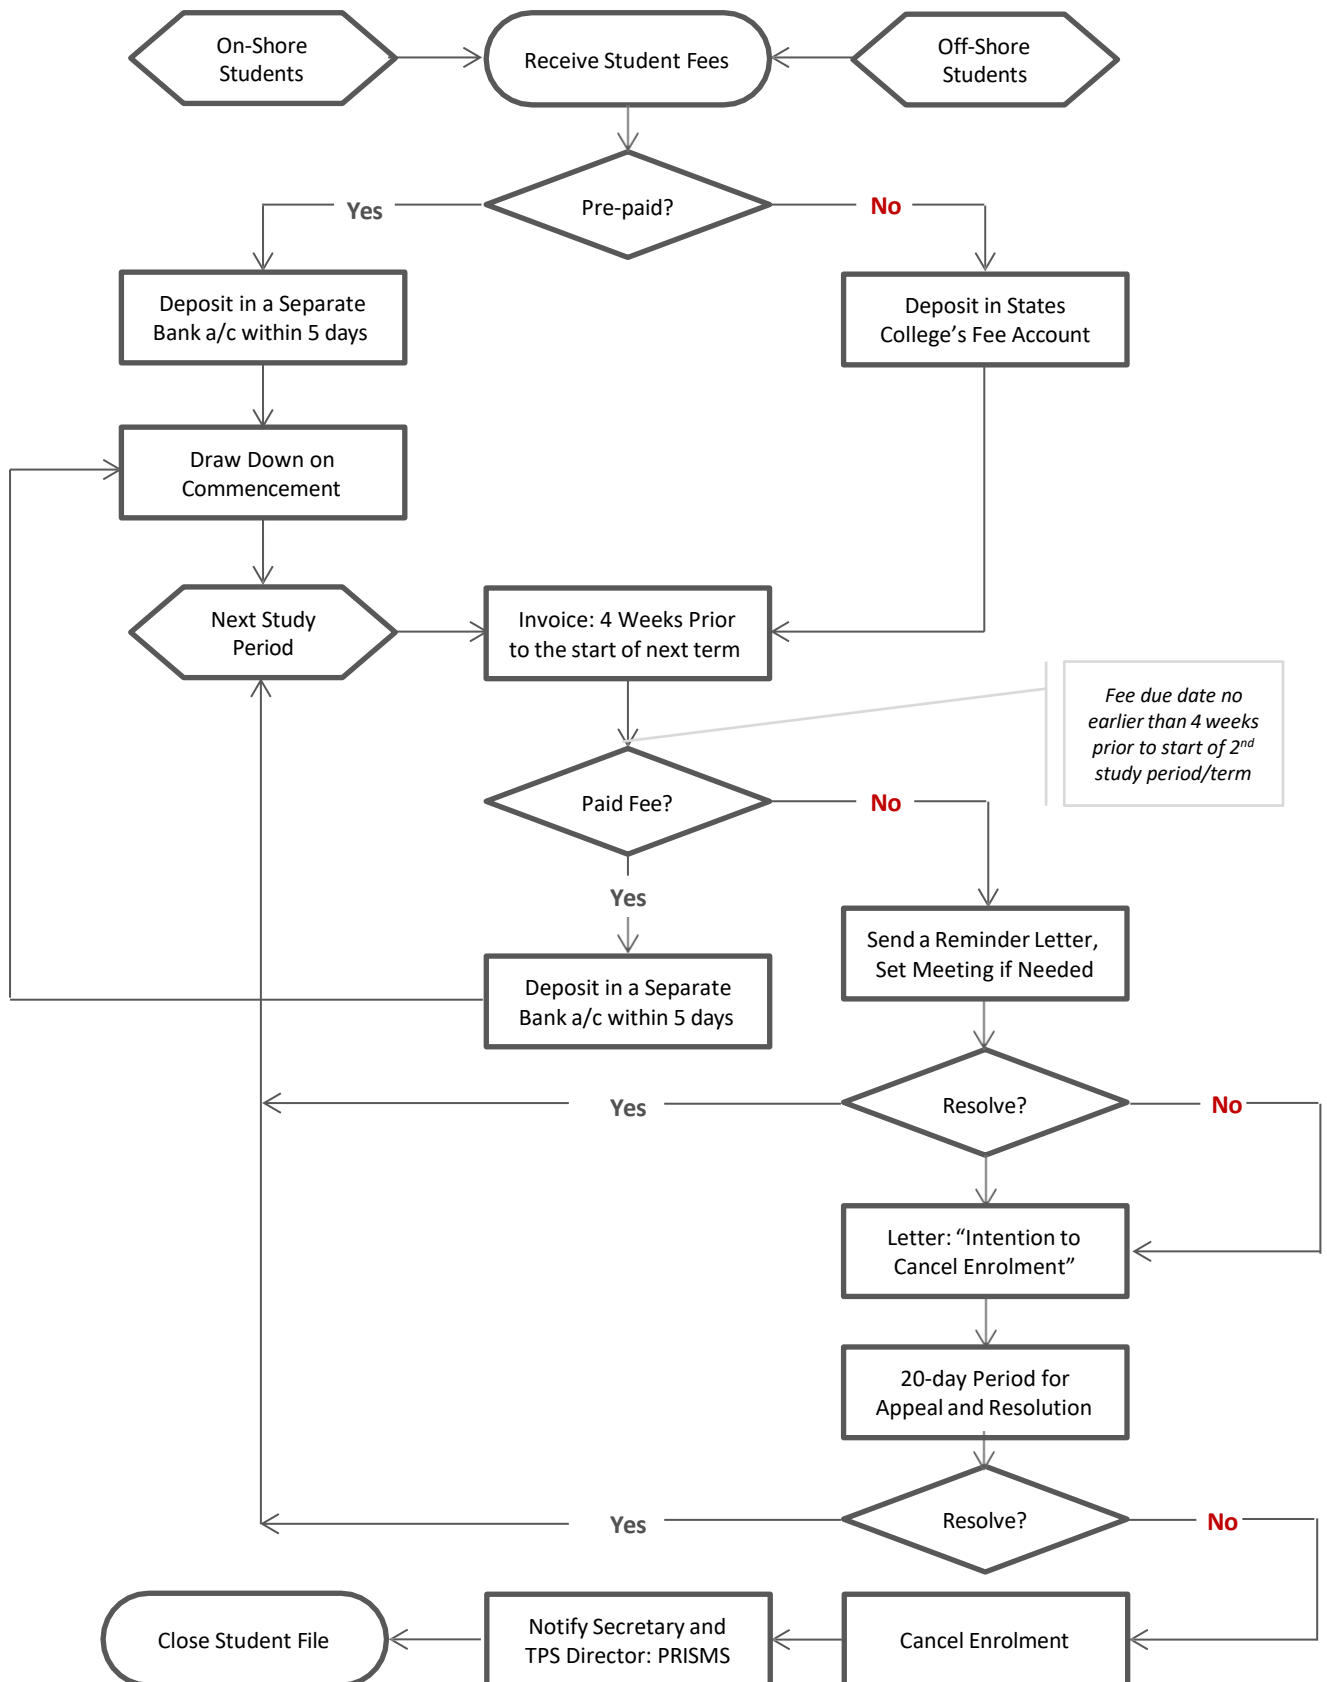 On-Shore
Students
Receive Student Fees
Off-Shore
Students
Pre-paid?
Yes
No
Deposit in a Separate
Bank a/c within 5 days
Deposit in States
College’s Fee Account
Draw Down on
Commencement
Next Study
Period
Invoice: 4 Weeks Prior
to the start of next term
Fee due date no
earlier than 4 weeks
prior to start of 2nd
study period/term
Paid Fee?
No
Yes
Send a Reminder Letter,
Set Meeting if Needed
Deposit in a Separate
Bank a/c within 5 days
Resolve?
Yes
No
Letter: “Intention to
Cancel Enrolment”
20-day Period for
Appeal and Resolution
Resolve?
Yes
No
Close Student File
Notify Secretary and
TPS Director: PRISMS
Cancel Enrolment